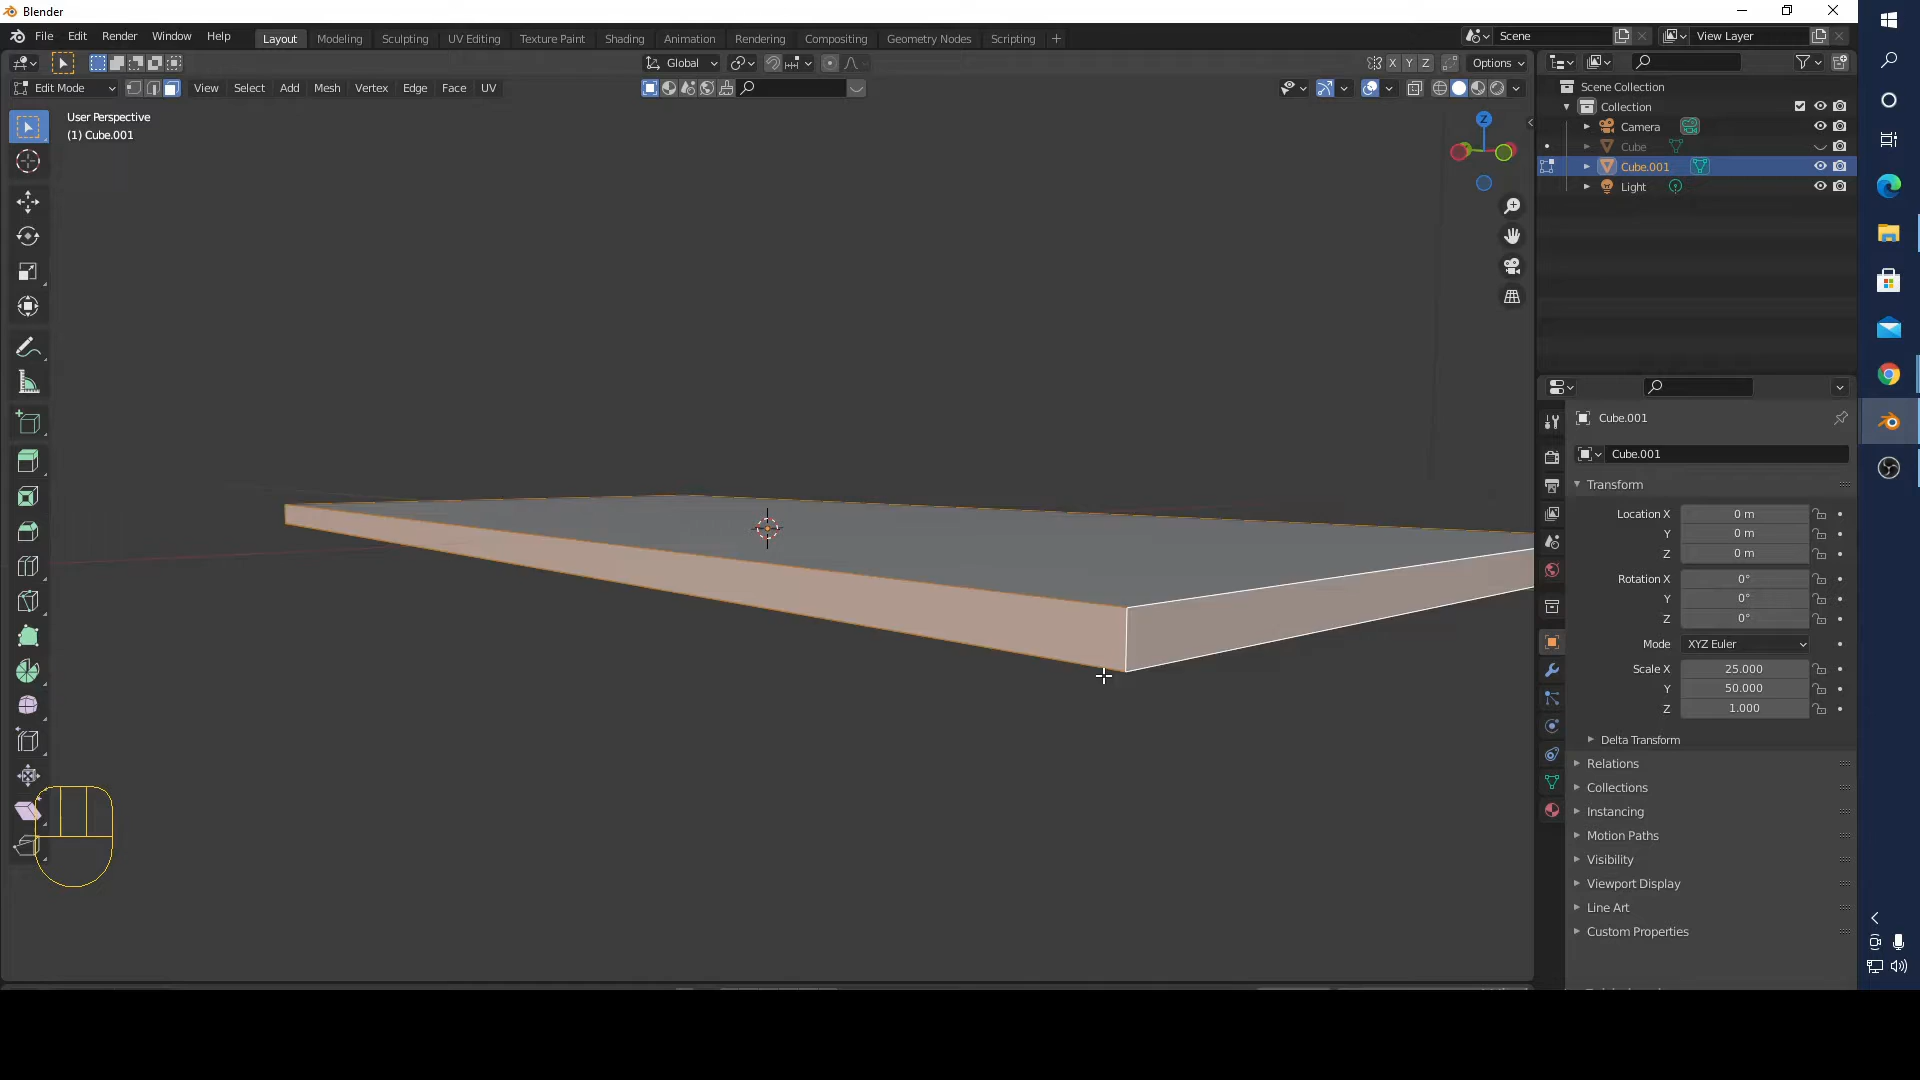 Blender
File Edit Render Window Help
Layout Modeling Sculpting UV Editing Texture Paint Shading Animation Rendering Compositing Geometry Nodes Scripting +
Scene
View Layer
Global
X Y Z
Options
Edit Mode
View Select Add Mesh Vertex Edge Face UV
User Perspective
(1) Cube.001
Z
Scene Collection
Collection
Camera
Cube
Cube.001
Light
Cube.001
Cube.001
Transform
Location X 0 m
Y 0 m
Z 0 m
Rotation X 0°
Y 0°
Z 0°
Mode XYZ Euler
Scale X 25.000
Y 50.000
Z 1.000
Delta Transform
Relations
Collections
Instancing
Motion Paths
Visibility
Viewport Display
Line Art
Custom Properties